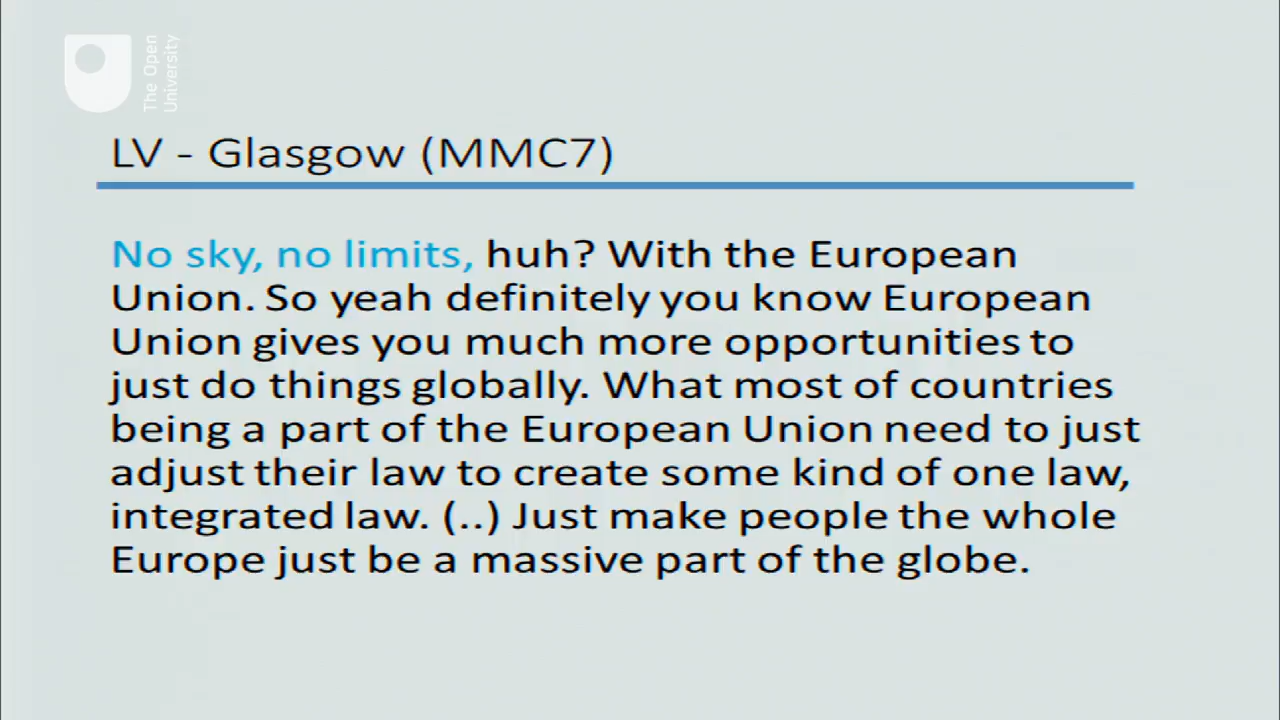 The Open
University
LV - Glasgow (MMC7)
No sky, no limits, huh? With the European
Union. So yeah definitely you know European
Union gives you much more opportunities to
just do things globally. What most of countries
being a part of the European Union need to just
adjust their law to create some kind of one law,
integrated law. (..) Just make people the whole
Europe just be a massive part of the globe.